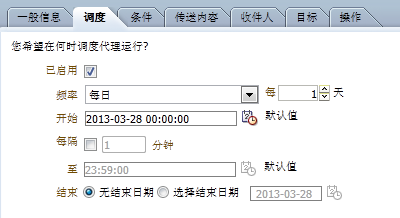 一般信息 调度 条件 传送内容 收件人 目标 操作
您希望在何时调度代理运行?
已启用
频率 每日 每 1 天
开始 2013-03-28 00:00:00 默认值
每隔 1 分钟
至 23:59:00 默认值
结束 无结束日期 选择结束日期 2013-03-28